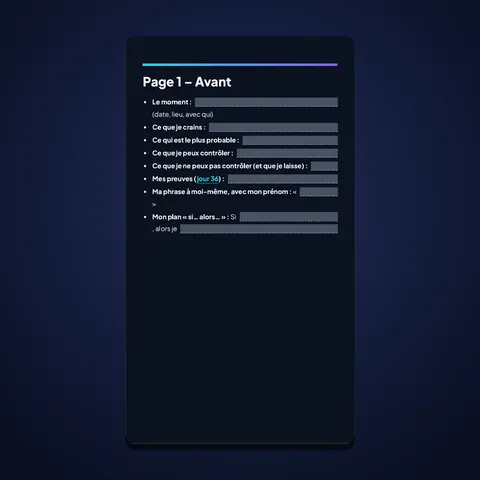 Page 1 – Avant
• Le moment :
(date, lieu, avec qui)
• Ce que je crains :
• Ce qui est le plus probable :
• Ce que je peux contrôler :
• Ce que je ne peux pas contrôler (et que je laisse) :
• Mes preuves (jour 36) :
• Ma phrase à moi-même, avec mon prénom : «
»
• Mon plan « si… alors… » : Si
, alors je